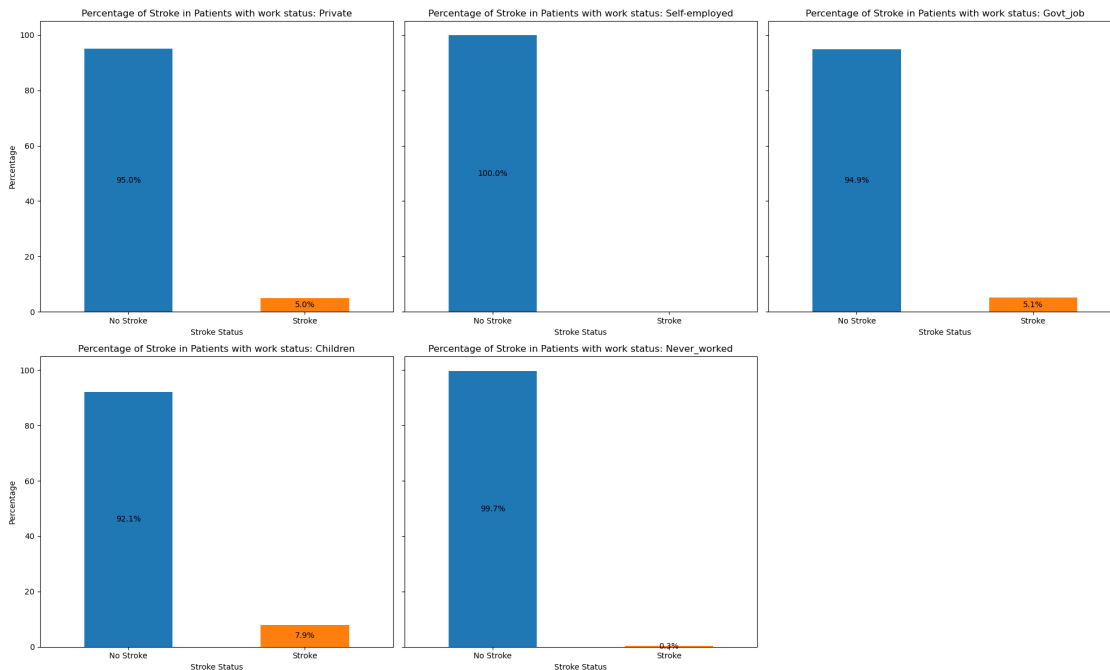 Percentage of Stroke in Patients with work status: Private
Percentage
100
80
60
40
20
0
95.0%
5.0%
No Stroke
Stroke
Stroke Status
Percentage of Stroke in Patients with work status: Self-employed
100.0%
No Stroke
Stroke
Stroke Status
Percentage of Stroke in Patients with work status: Govt_job
94.9%
5.1%
No Stroke
Stroke
Stroke Status
Percentage of Stroke in Patients with work status: Children
Percentage
100
80
60
40
20
0
92.1%
7.9%
No Stroke
Stroke
Stroke Status
Percentage of Stroke in Patients with work status: Never_worked
99.7%
0.3%
No Stroke
Stroke
Stroke Status